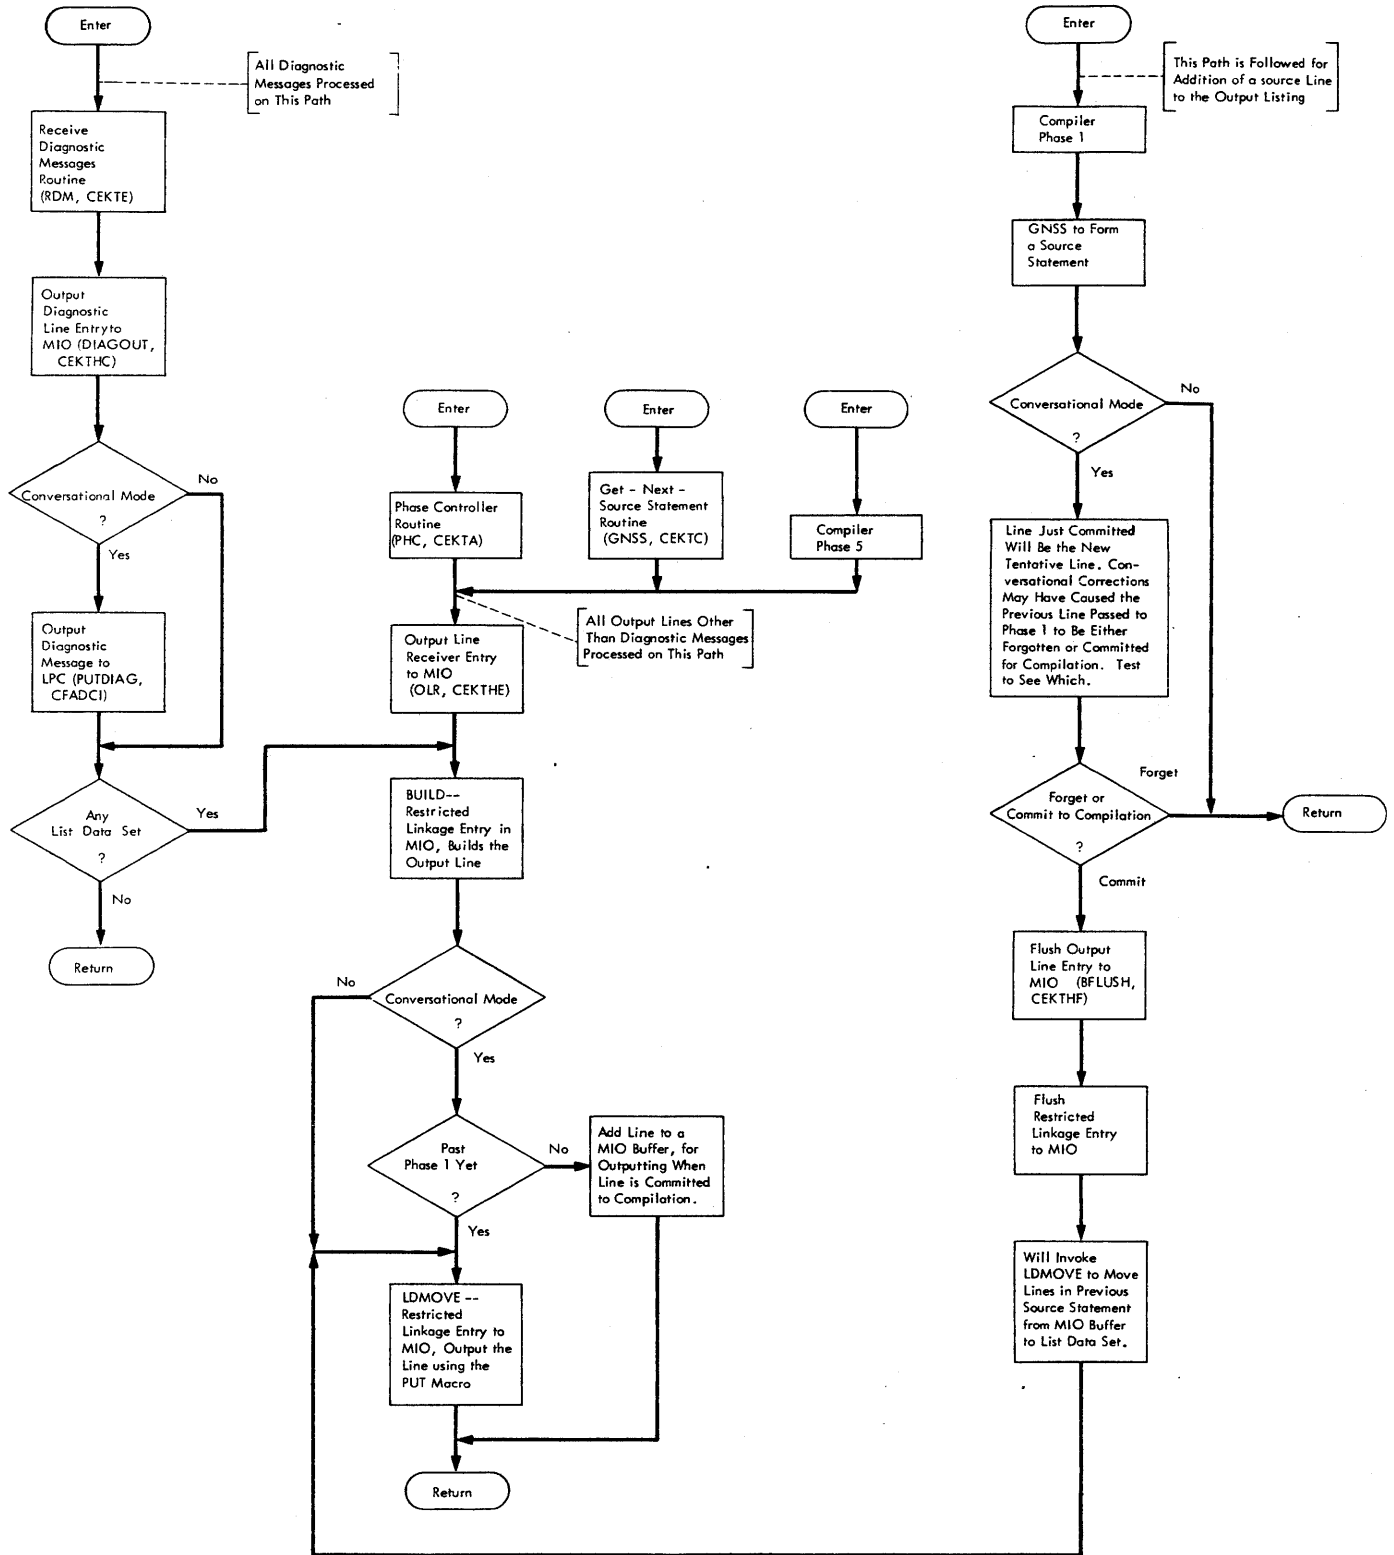 Enter
All Diagnostic
Messages Processed
on This Path
Receive
Diagnostic
Messages
Routine
(RDM, CEKTE)
Output
Diagnostic
Line Entryto
MIO (DIAGOUT,
CEKTHC)
Conversational Mode
?
No
Yes
Output
Diagnostic
Message to
LPC (PUTDIAG,
CFADCI)
Any
List Data Set
?
Yes
No
Return
Enter
Phase Controller
Routine
(PHC, CEKTA)
Enter
Get - Next -
Source Statement
Routine
(GNSS, CEKTC)
Enter
Compiler
Phase 5
All Output Lines Other
Than Diagnostic Messages
Processed on This Path
Output Line
Receiver Entry
to MIO
(OLR, CEKTHE)
BUILD--
Restricted
Linkage Entry in
MIO, Builds the
Output Line
Conversational Mode
?
No
Yes
Past
Phase 1 Yet
?
No
Yes
Add Line to a
MIO Buffer, for
Outputting When
Line is Committed
to Compilation.
LDMOVE --
Restricted
Linkage Entry to
MIO, Output the
Line using the
PUT Macro
Return
Enter
This Path is Followed for
Addition of a source Line
to the Output Listing
Compiler
Phase 1
GNSS to Form
a Source
Statement
Conversational Mode
?
No
Yes
Line Just Committed
Will Be the New
Tentative Line. Con-
versational Corrections
May Have Caused the
Previous Line Passed to
Phase 1 to Be Either
Forgotten or Committed
for Compilation. Test
to See Which.
Forget or
Commit to Compilation
?
Forget
Return
Commit
Flush Output
Line Entry to
MIO (BFLUSH,
CEKTHF)
Flush
Restricted
Linkage Entry
to MIO
Will Invoke
LDMOVE to Move
Lines in Previous
Source Statement
from MIO Buffer
to List Data Set.